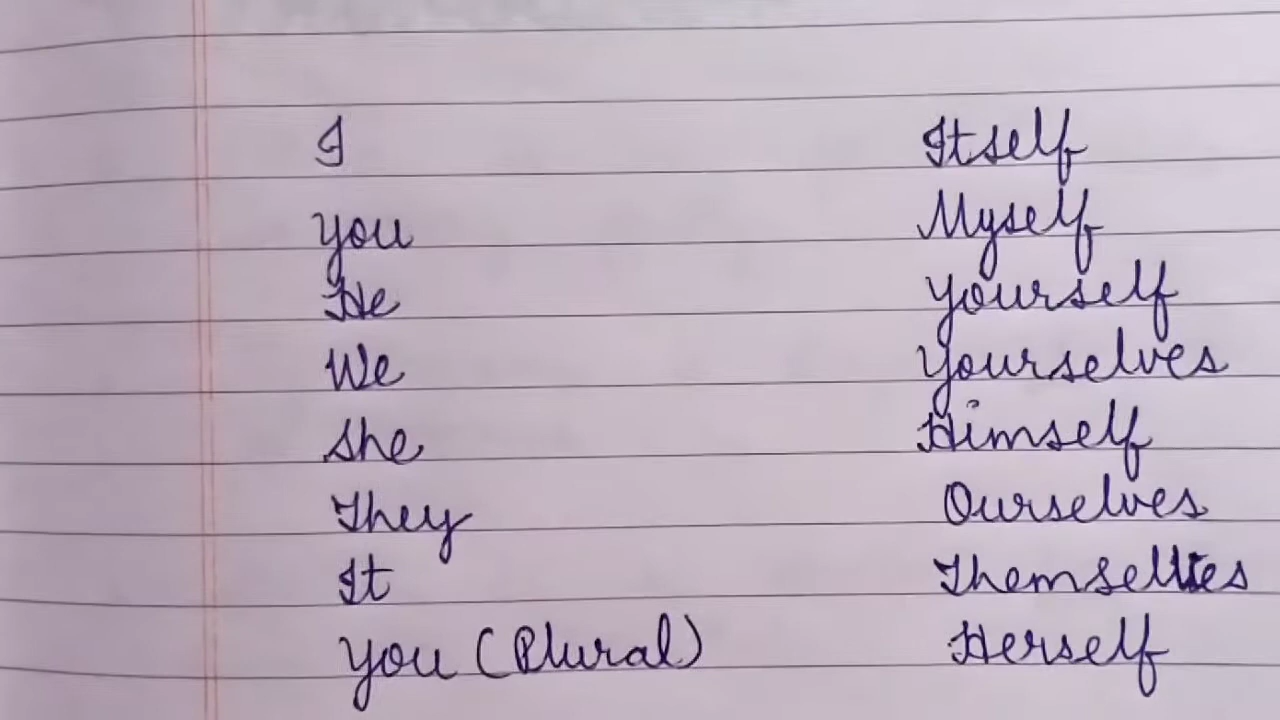 I Itself
You Myself
He Yourself
We Yourselves
She Himself
They Ourselves
It Themselves
You (Plural) Herself